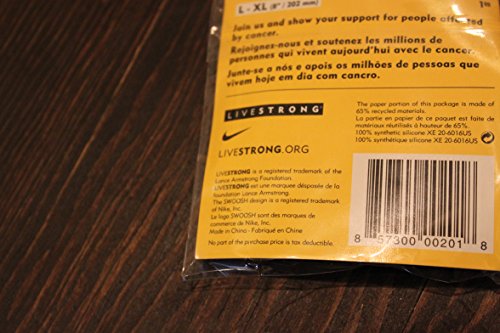 L - XL (8" / 202 mm)
Join us and show your support for people affected
by cancer.
Rejoignez-nous et soutenez les millions de
personnes qui vivent aujourd'hui avec le cancer.
Junte-se a nós e apois os milhões de pessoas que
vivem hoje em dia com cancro.
LIVESTRONG
LIVESTRONG.ORG
LIVESTRONG is a registered trademark of the
Lance Armstrong Foundation.
LIVESTRONG est une marque désposée de la
foundation Lance Armstrong.
The SWOOSH design is a registered trademark
of Nike, Inc.
Le logo SWOOSH sont des marques de
commerce de Nike, Inc.
Made in China - Fabriqué en Chine
No part of the purchase price is tax deductible.
The paper portion of this package is made of
65% recycled materials.
La partie en papier de ce paquet est faite de
matériaux réutilisés à hauteur de 65%.
100% synthetic silicone XE 20-6016US
100% synthétique silicone XE 20-6016US
8 57300 00201 8